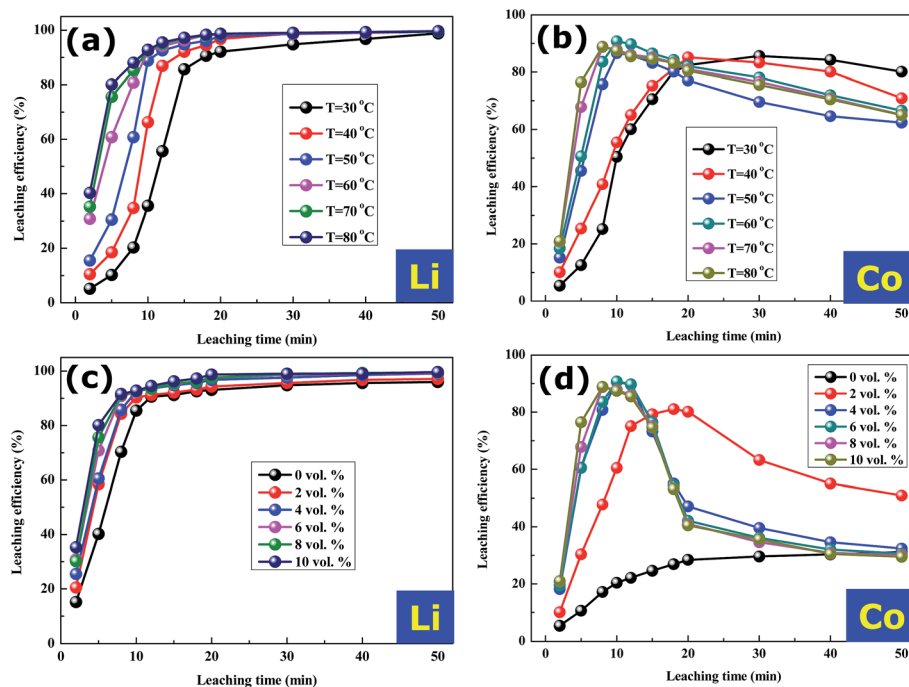 (a)
100
80
60
40
20
0
Leaching efficiency (%)
T=30 °C
T=40 °C
T=50 °C
T=60 °C
T=70 °C
T=80 °C
Li
0 10 20 30 40 50
Leaching time (min)
(b)
100
80
60
40
20
0
Leaching efficiency (%)
T=30 °C
T=40 °C
T=50 °C
T=60 °C
T=70 °C
T=80 °C
Co
0 10 20 30 40 50
Leaching time (min)
(c)
100
80
60
40
20
0
Leaching efficiency (%)
0 vol. %
2 vol. %
4 vol. %
6 vol. %
8 vol. %
10 vol. %
Li
0 10 20 30 40 50
Leaching time (min)
(d)
100
80
60
40
20
0
Leaching efficiency (%)
0 vol. %
2 vol. %
4 vol. %
6 vol. %
8 vol. %
10 vol. %
Co
0 10 20 30 40 50
Leaching time (min)